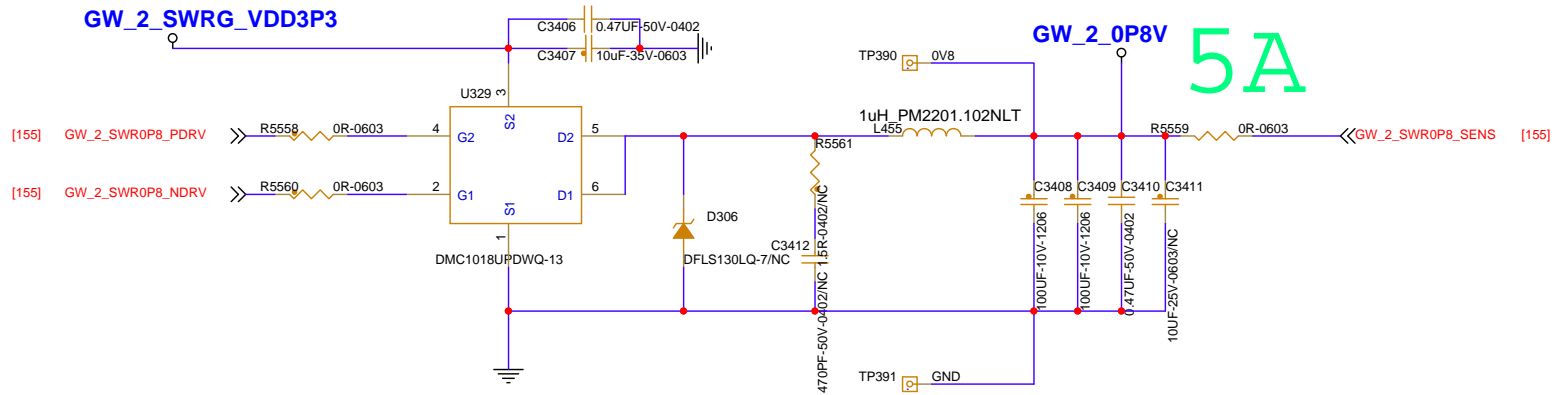 GW_2_SWRG_VDD3P3
C3406 0.47UF-50V-0402
C3407 10uF-35V-0603
GW_2_0P8V
5A
TP390 0V8
U329
3
S2
1uH_PM2201.102NLT
L455
[155] GW_2_SWR0P8_PDRV R5558 0R-0603 4 G2 D2 5
R5559 0R-0603 GW_2_SWR0P8_SENS [155]
R5561
[155] GW_2_SWR0P8_NDRV R5560 0R-0603 2 G1 D1 6
S1
1
C3408 C3409 C3410 C3411
D306
C3412
DMC1018UPDWQ-13
DFLS130LQ-7/NC
470PF-50V-0402/NC
1.5R-0402/NC
100UF-10V-1206
100UF-10V-1206
0.47UF-50V-0402
10UF-25V-0603/NC
TP391 GND